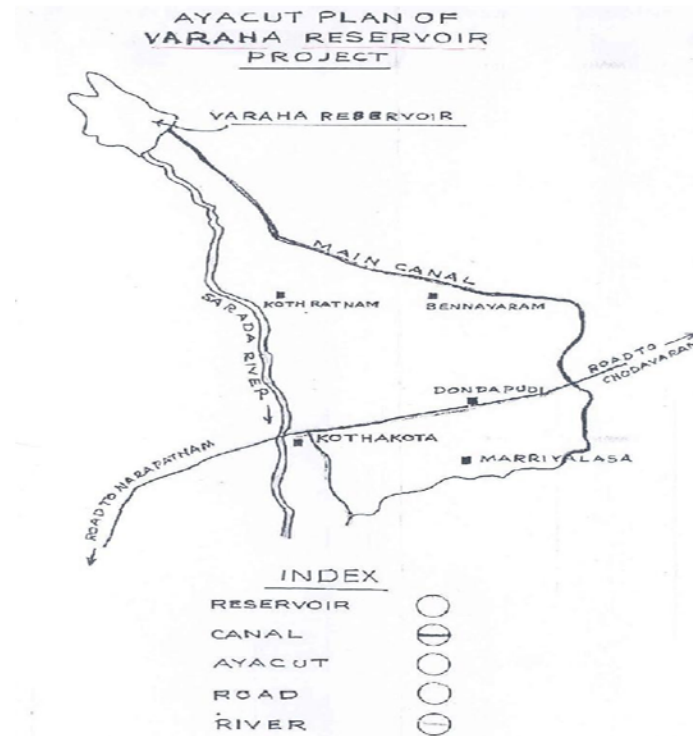 AYACUT PLAN OF
VARAHA RESERVOIR
PROJECT
VARAHA RESERVOIR
MAIN CANAL
KOTHRATNAM
BENNAVARAM
SARADA RIVER
ROAD TO
CHODAVARAM
DONDAPUDI
KOTHAKOTA
MARRIYALASA
ROAD TO NARAPATNAM
INDEX
RESERVOIR
CANAL
AYACUT
ROAD
RIVER